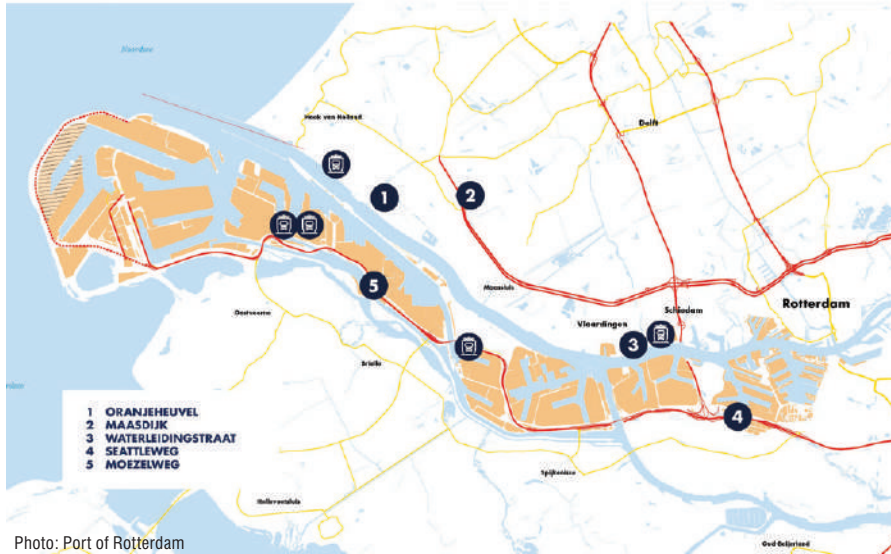 Noordzee
Hoek van Holland
Delft
1
2
Maassluis
5
Rotterdam
Schiedam
Vlaardingen
3
Oostvoorne
Brielle
4
1 ORANJEHEUVEL
2 MAASDIJK
3 WATERLEIDINGSTRAAT
4 SEATTLEWEG
5 MOEZELWEG
Spijkenisse
Hellevoetsluis
Oud-Beijerland
Photo: Port of Rotterdam